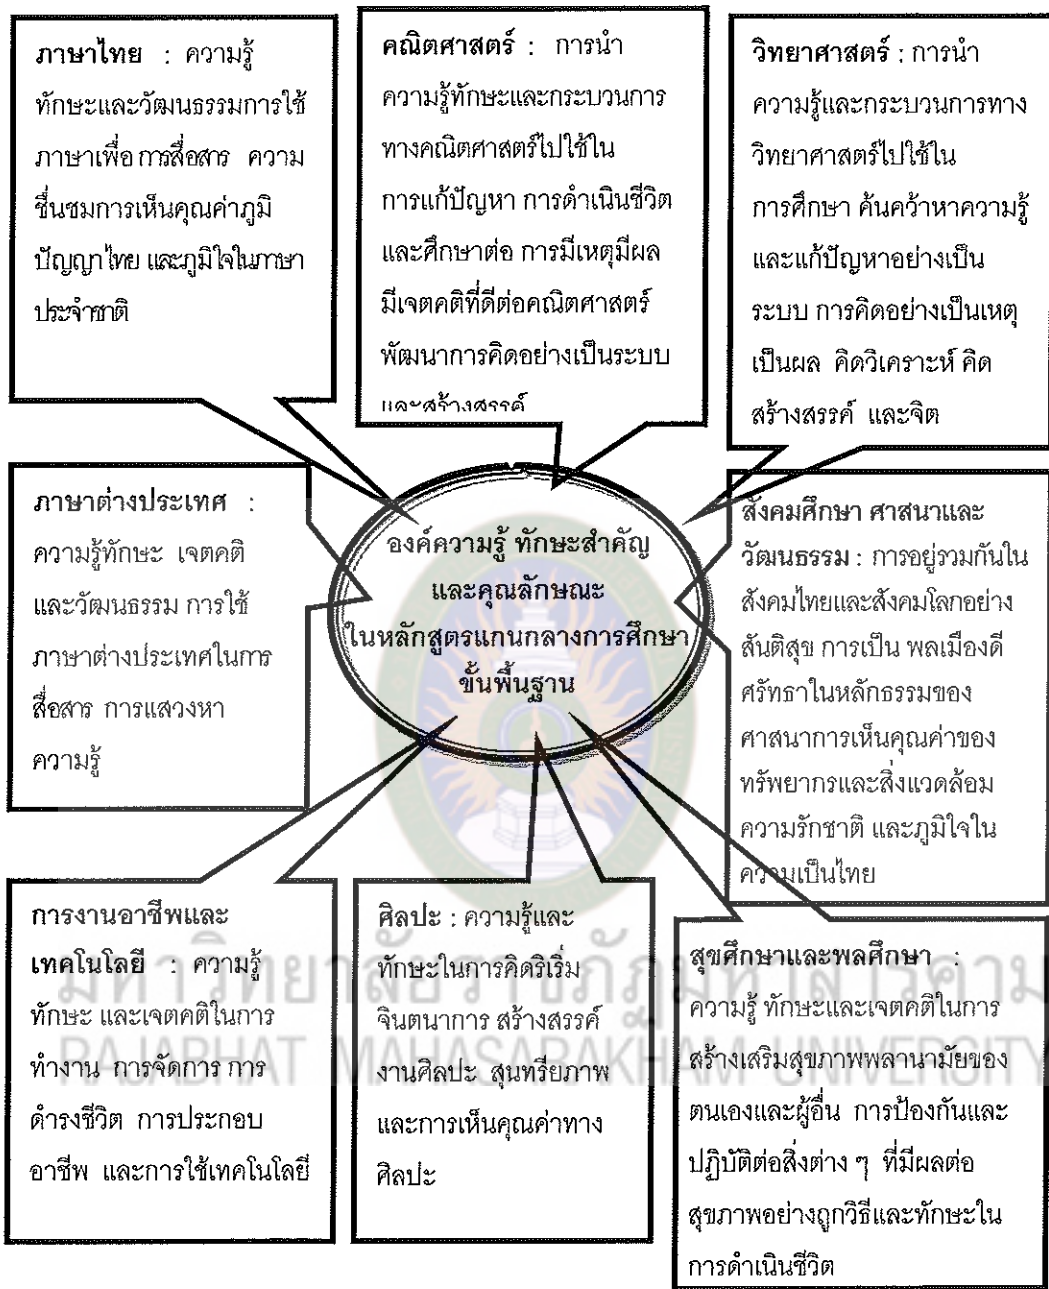 ภาษาไทย : ความรู้
ทักษะและวัฒนธรรมการใช้
ภาษาเพื่อการสื่อสาร ความ
ชื่นชมการเห็นคุณค่าภูมิ
ปัญญาไทย และภูมิใจในภาษา
ประจำชาติ
คณิตศาสตร์ : การนำ
ความรู้ทักษะและกระบวนการ
ทางคณิตศาสตร์ไปใช้ใน
การแก้ปัญหา การดำเนินชีวิต
และศึกษาต่อ การมีเหตุมีผล
มีเจตคติที่ดีต่อคณิตศาสตร์
พัฒนาการคิดอย่างเป็นระบบ
และสร้างสรรค์
วิทยาศาสตร์ : การนำ
ความรู้และกระบวนการทาง
วิทยาศาสตร์ไปใช้ใน
การศึกษา ค้นคว้าหาความรู้
และแก้ปัญหาอย่างเป็น
ระบบ การคิดอย่างเป็นเหตุ
เป็นผล คิดวิเคราะห์ คิด
สร้างสรรค์ และจิต
ภาษาต่างประเทศ :
ความรู้ทักษะ เจตคติ
และวัฒนธรรม การใช้
ภาษาต่างประเทศในการ
สื่อสาร การแสวงหา
ความรู้
องค์ความรู้ ทักษะสำคัญ
และคุณลักษณะ
ในหลักสูตรแกนกลางการศึกษา
ขั้นพื้นฐาน
สังคมศึกษา ศาสนาและ
วัฒนธรรม : การอยู่รวมกันใน
สังคมไทยและสังคมโลกอย่าง
สันติสุข การเป็น พลเมืองดี
ศรัทธาในหลักธรรมของ
ศาสนาการเห็นคุณค่าของ
ทรัพยากรและสิ่งแวดล้อม
ความรักชาติ และภูมิใจใน
ความเป็นไทย
การงานอาชีพและ
เทคโนโลยี : ความรู้
ทักษะ และเจตคติในการ
ทำงาน การจัดการ การ
ดำรงชีวิต การประกอบ
อาชีพ และการใช้เทคโนโลยี
ศิลปะ : ความรู้และ
ทักษะในการคิดริเริ่ม
จินตนาการ สร้างสรรค์
งานศิลปะ สุนทรียภาพ
และการเห็นคุณค่าทาง
ศิลปะ
สุขศึกษาและพลศึกษา :
ความรู้ ทักษะและเจตคติในการ
สร้างเสริมสุขภาพพลานามัยของ
ตนเองและผู้อื่น การป้องกันและ
ปฏิบัติต่อสิ่งต่าง ๆ ที่มีผลต่อ
สุขภาพอย่างถูกวิธีและทักษะใน
การดำเนินชีวิต
RAJABHAT MAHASARAKHAM UNIVERSITY